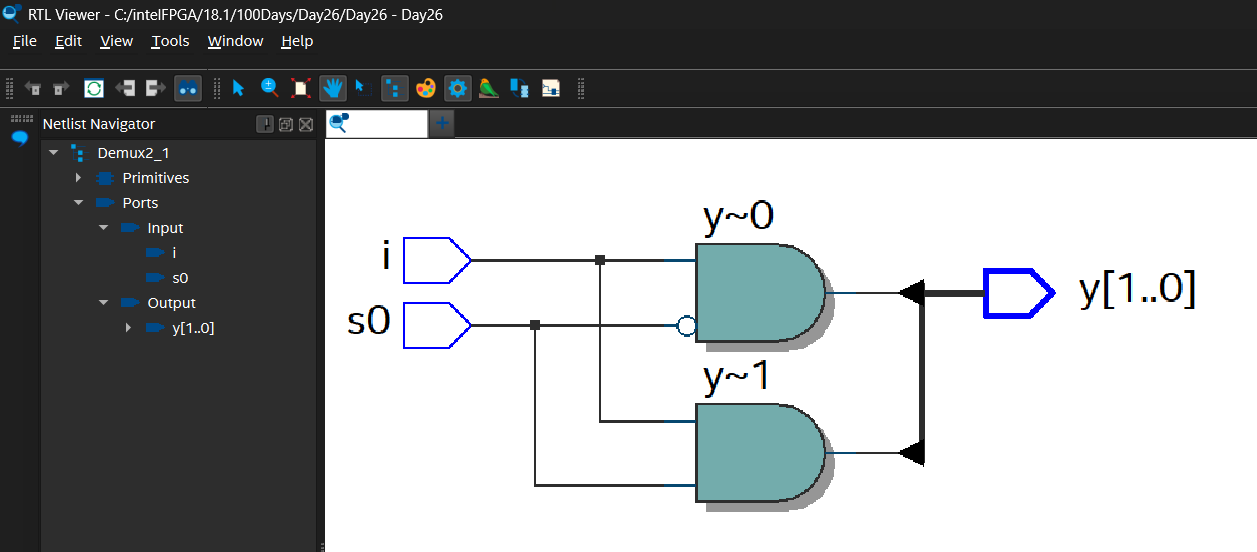 RTL Viewer - C:/intelFPGA/18.1/100Days/Day26/Day26 - Day26
File Edit View Tools Window Help
Netlist Navigator
Demux2_1
Primitives
Ports
Input
i
s0
Output
y[1..0]
y~0
i
s0
y[1..0]
y~1